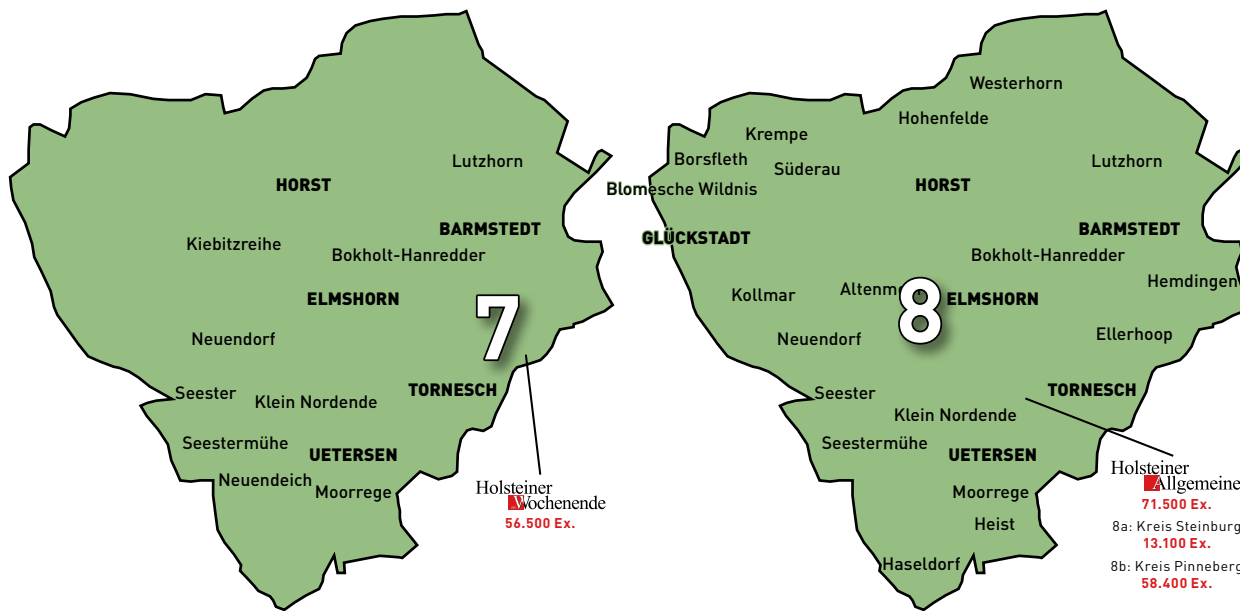 Lutzhorn
HORST
BARMSTEDT
Kiebitzreihe
Bokholt-Hanredder
ELMSHORN
7
Neuendorf
TORNESCH
Seester
Klein Nordende
Seestermühe
UETERSEN
Neuendeich
Moorrege
Holsteiner
Wochenende
56.500 Ex.
Westerhorn
Hohenfelde
Krempe
Borsfleth
Süderau
Lutzhorn
Blomesche Wildnis
HORST
GLÜCKSTADT
BARMSTEDT
Bokholt-Hanredder
Hemdingen
Kollmar
8
ELMSHORN
Neuendorf
Ellerhoop
Seester
TORNESCH
Klein Nordende
Seestermühe
UETERSEN
Moorrege
Heist
Haseldorf
Holsteiner
Allgemeine
71.500 Ex.
8a: Kreis Steinburg
13.100 Ex.
8b: Kreis Pinneberg
58.400 Ex.